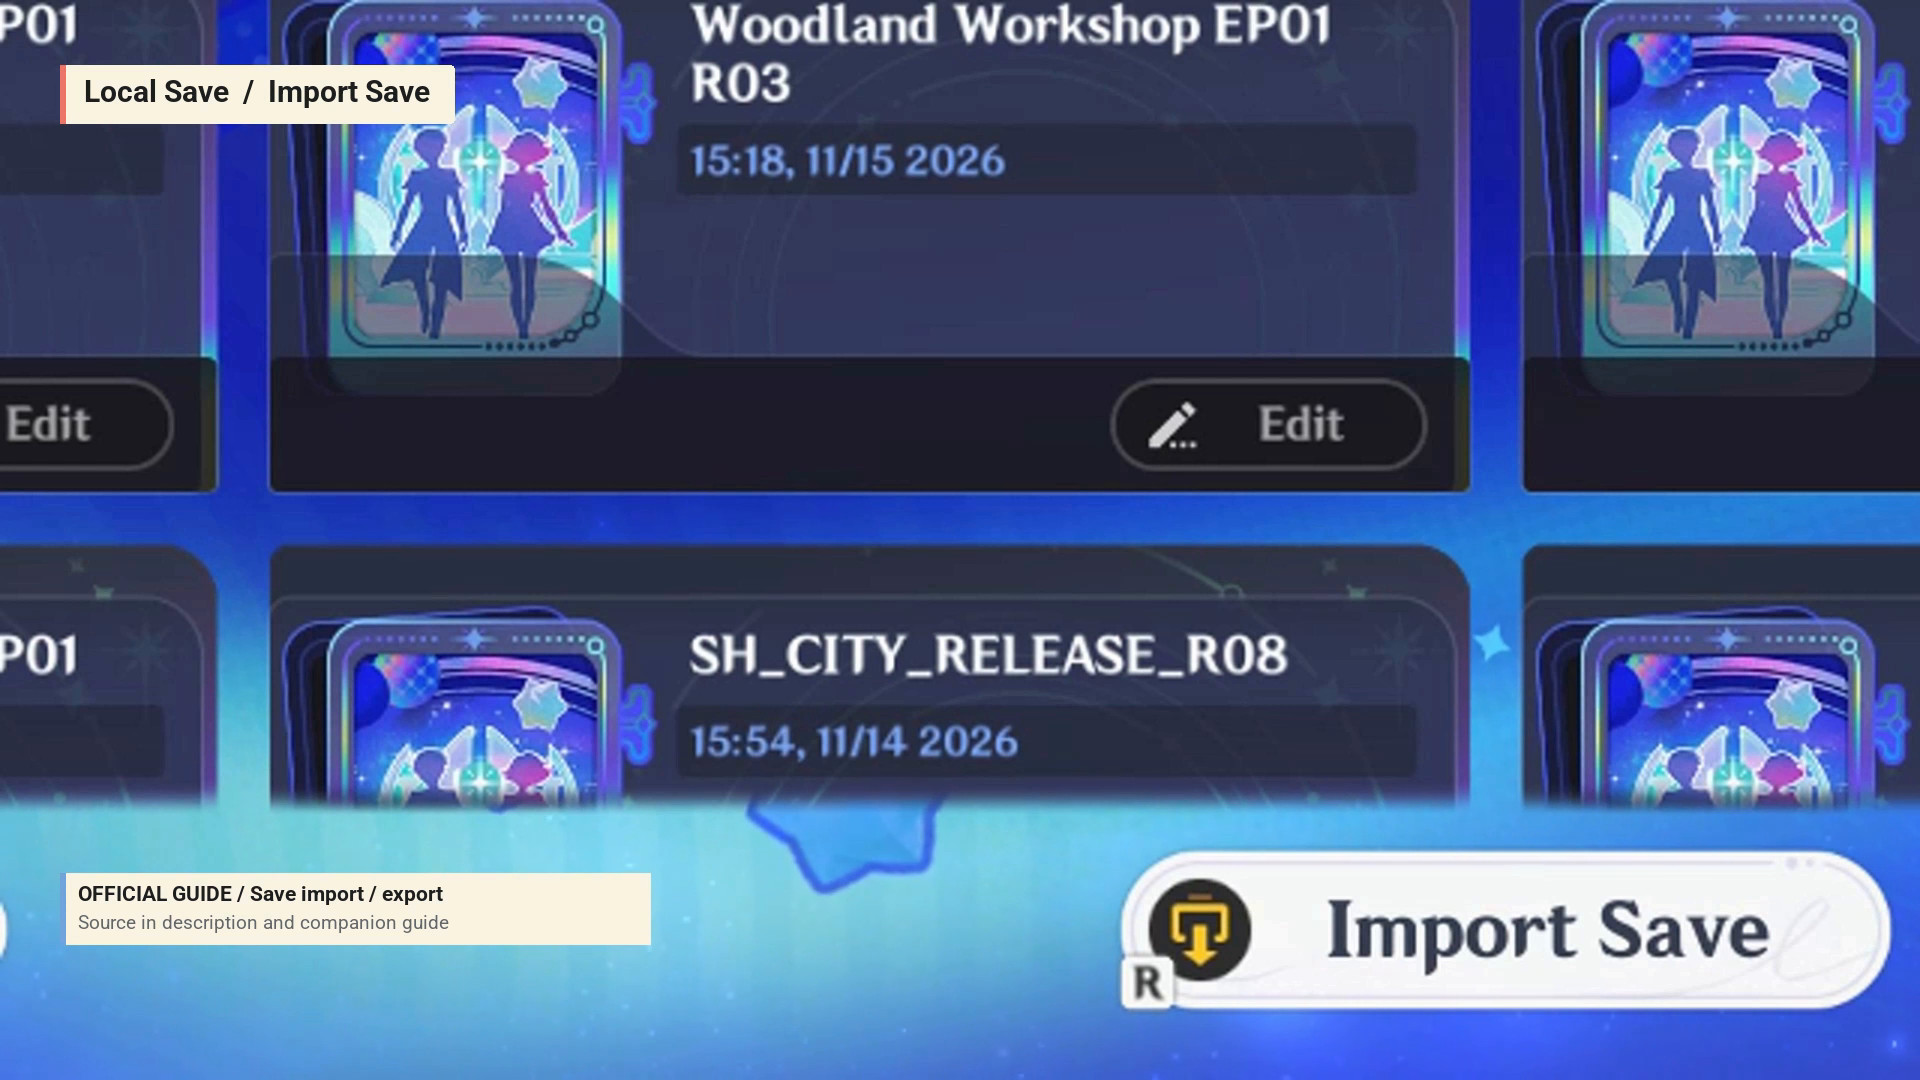 P01
Woodland Workshop EP01
R03
Local Save / Import Save
15:18, 11/15 2026
Edit
Edit
P01
SH_CITY_RELEASE_R08
15:54, 11/14 2026
OFFICIAL GUIDE / Save import / export
Source in description and companion guide
Import Save
R